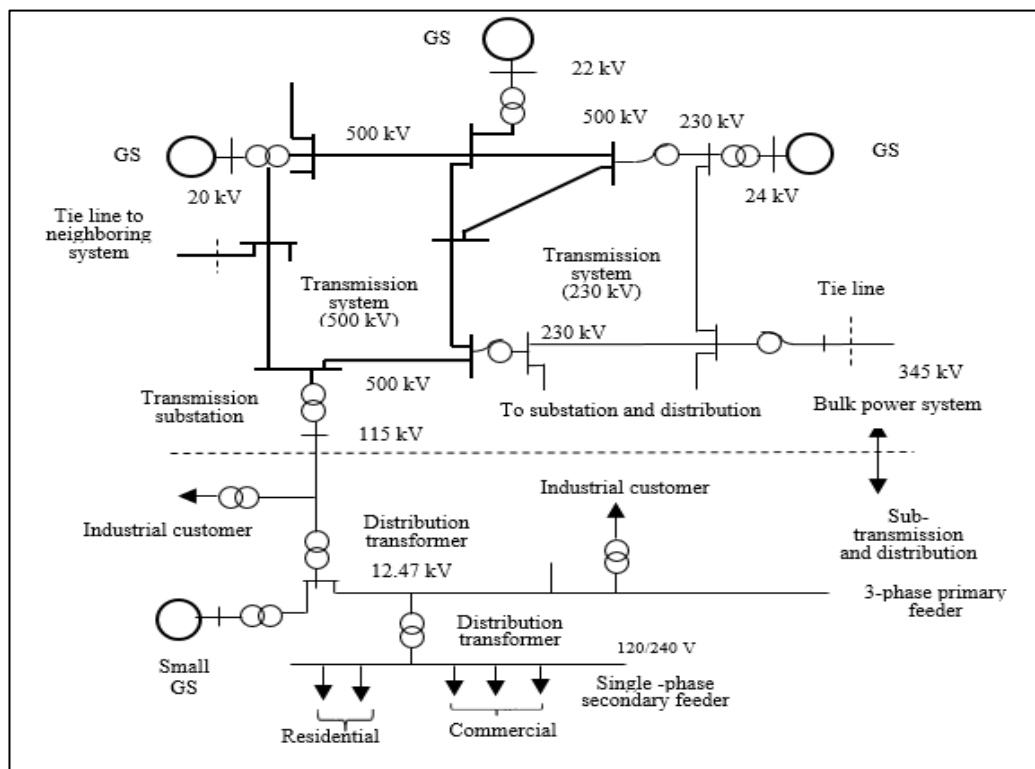 GS
22 kV
500 kV
500 kV
230 kV
GS
GS
20 kV
24 kV
Tie line to
neighboring
system
Transmission
system
(500 kV)
Transmission
system
(230 kV)
Tie line
230 kV
500 kV
345 kV
Transmission
substation
To substation and distribution
Bulk power system
115 kV
Industrial customer
Industrial customer
Distribution
transformer
12.47 kV
Sub-
transmission
and distribution
3-phase primary
feeder
Distribution
transformer
120/240 V
Small
GS
Single -phase
secondary feeder
Residential
Commercial